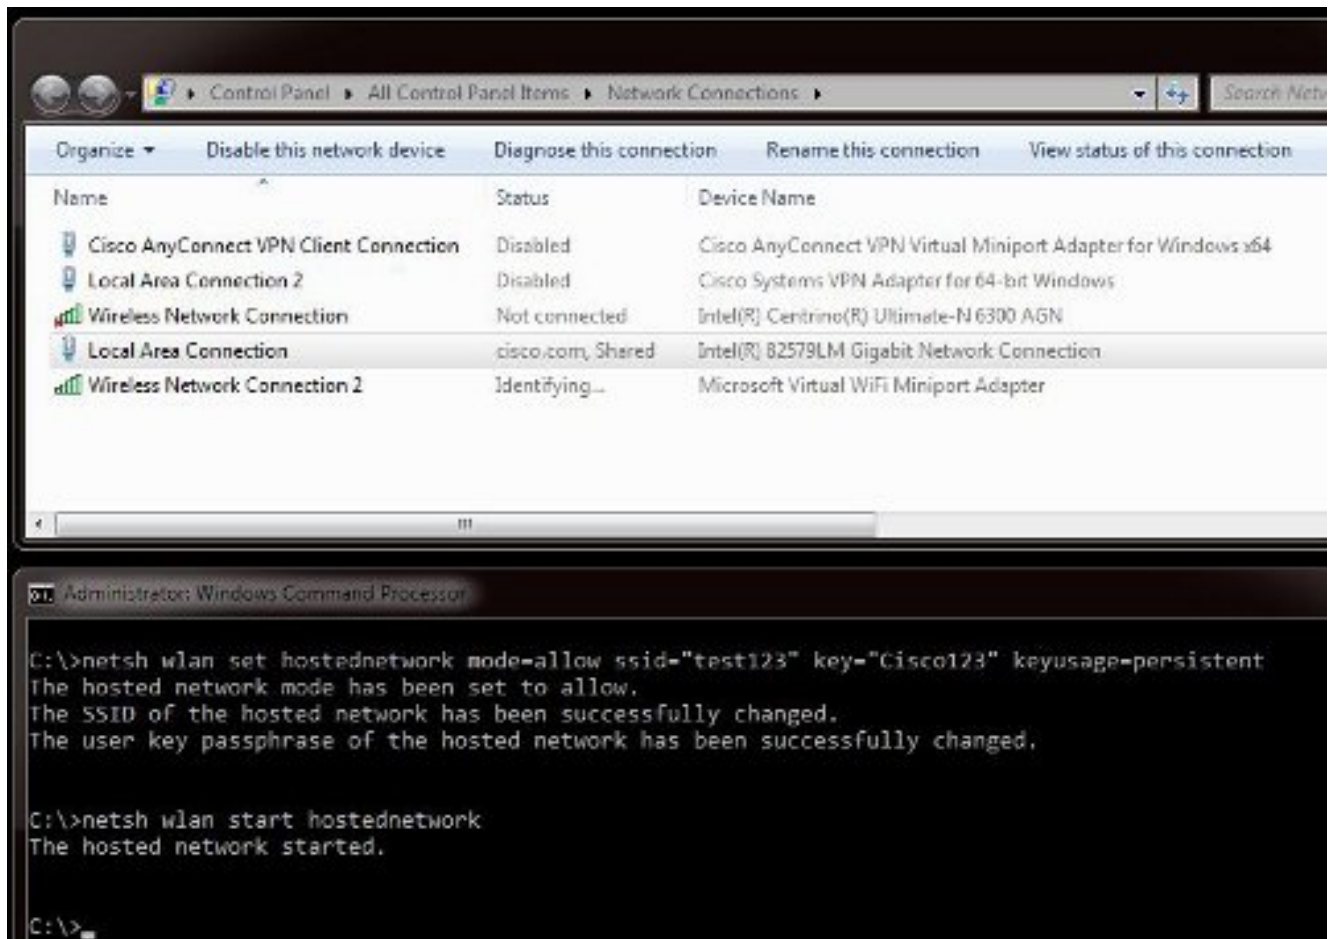 Control Panel ▸ All Control Panel Items ▸ Network Connections ▸ Search Netw
Organize Disable this network device Diagnose this connection Rename this connection View status of this connection
Name Status Device Name
Cisco AnyConnect VPN Client Connection Disabled Cisco AnyConnect VPN Virtual Miniport Adapter for Windows x64
Local Area Connection 2 Disabled Cisco Systems VPN Adapter for 64-bit Windows
Wireless Network Connection Not connected Intel(R) Centrino(R) Ultimate-N 6300 AGN
Local Area Connection cisco.com, Shared Intel(R) 82579LM Gigabit Network Connection
Wireless Network Connection 2 Identifying... Microsoft Virtual WiFi Miniport Adapter
Administrator: Windows Command Processor
C:\>netsh wlan set hostednetwork mode=allow ssid="test123" key="Cisco123" keyusage=persistent
The hosted network mode has been set to allow.
The SSID of the hosted network has been successfully changed.
The user key passphrase of the hosted network has been successfully changed.
C:\>netsh wlan start hostednetwork
The hosted network started.
C:\>_